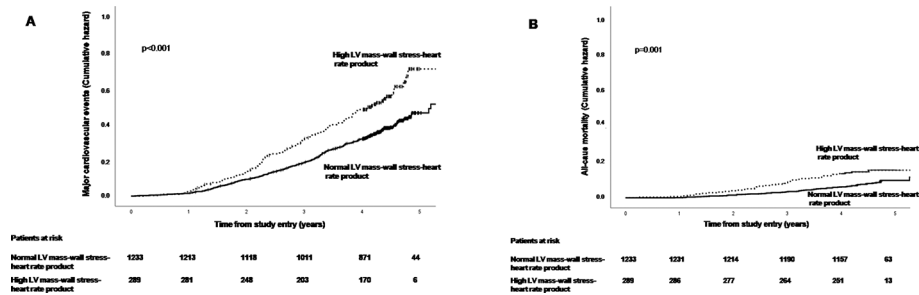 A
Major cardiovascular events (Cumulative hazard)
1.0
0.8
0.6
0.4
0.2
0.0
p<0.001
High LV mass-wall stress-heart
rate product
Normal LV mass-wall stress-heart
rate product
0 1 2 3 4 5
Time from study entry (years)
Patients at risk
Normal LV mass-wall stress-
heart rate product
1233 1213 1118 1011 871 44
High LV mass-wall stress-
heart rate product
289 281 248 203 170 6
B
All-caus mortality (Cumulative hazard)
1.0
0.8
0.6
0.4
0.2
0.0
p=0.001
High LV mass-wall stress-heart
rate product
Normal LV mass-wall stress-heart
rate product
0 1 2 3 4 5
Time from study entry (years)
Patients at risk
Normal LV mass-wall stress-
heart rate product
1233 1231 1214 1190 1157 63
High LV mass-wall stress-
heart rate product
289 286 277 264 251 13